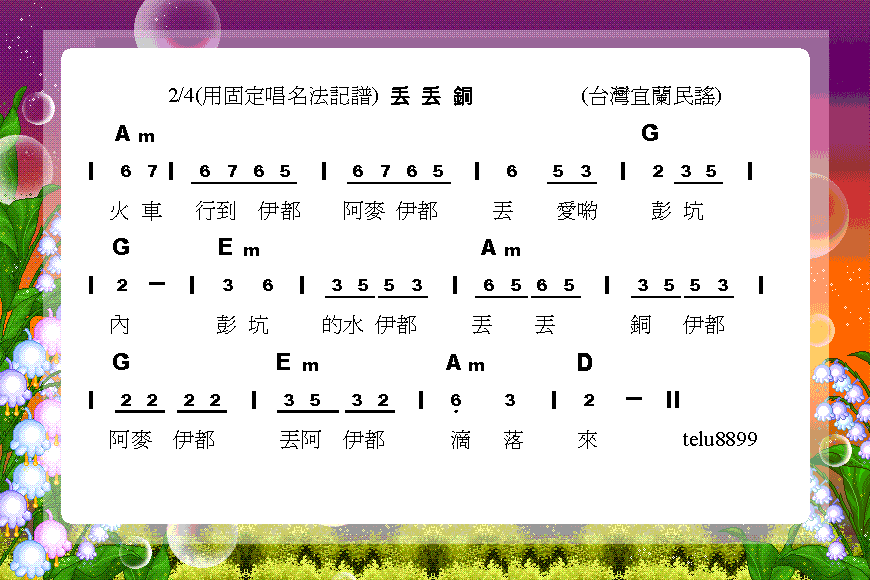 2/4(用固定唱名法記譜) 丟 丟 銅 (台灣宜蘭民謠)
Am G
| 6 7 | 6 7 6 5 | 6 7 6 5 | 6 5 3 | 2 3 5 |
火 車 行到 伊都 阿麥 伊都 丟 愛喲 彭 坑
G Em Am
| 2 — | 3 6 | 3 5 5 3 | 6 5 6 5 | 3 5 5 3 |
內 彭 坑 的水 伊都 丟 丟 銅 伊都
G Em Am D
| 2 2 2 2 | 3 5 3 2 | 6̣ 3 | 2 — ||
阿麥 伊都 丟阿 伊都 滴 落 來 telu8899